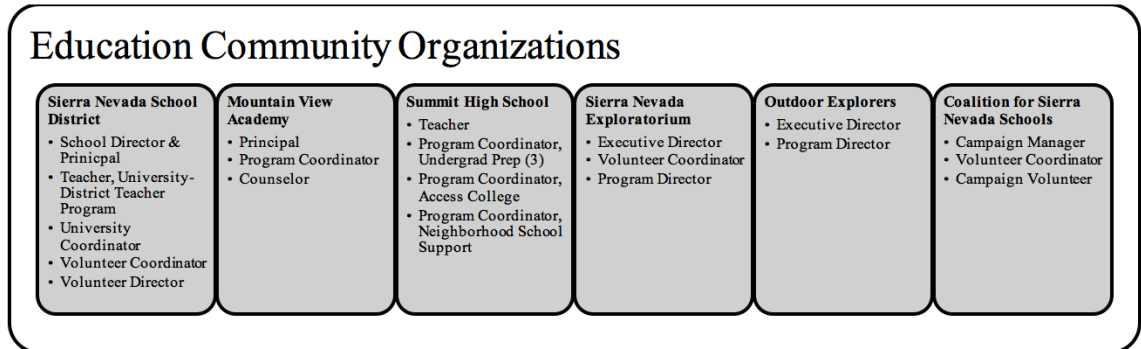 Education Community Organizations
Sierra Nevada School
District
• School Director &
Prinicpal
• Teacher, University-
District Teacher
Program
• University
Coordinator
• Volunteer Coordinator
• Volunteer Director
Mountain View
Academy
• Principal
• Program Coordinator
• Counselor
Summit High School
• Teacher
• Program Coordinator,
Undergrad Prep (3)
• Program Coordinator,
Access College
• Program Coordinator,
Neighborhood School
Support
Sierra Nevada
Exploratorium
• Executive Director
• Volunteer Coordinator
• Program Director
Outdoor Explorers
• Executive Director
• Program Director
Coalition for Sierra
Nevada Schools
• Campaign Manager
• Volunteer Coordinator
• Campaign Volunteer